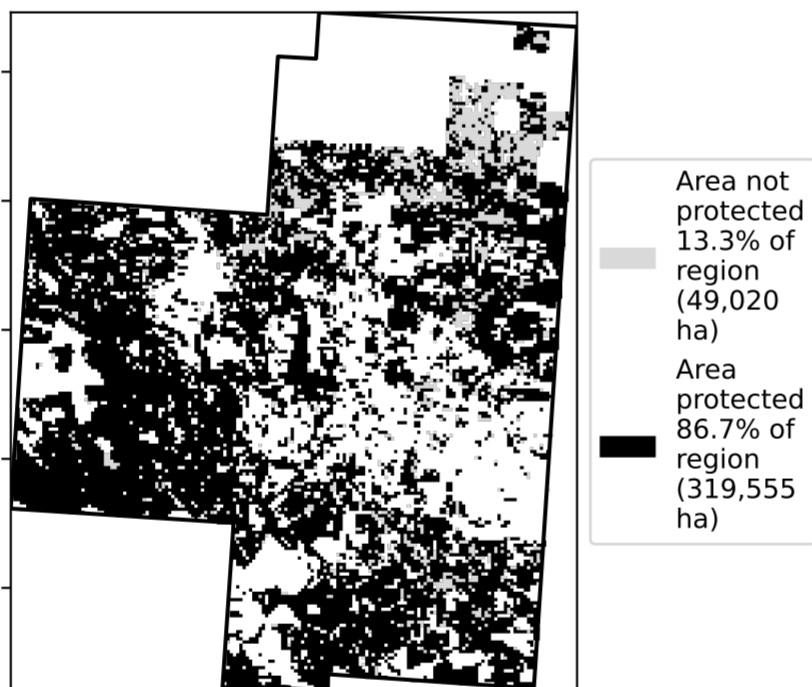 Area not
protected
13.3% of
region
(49,020
ha)
Area
protected
86.7% of
region
(319,555
ha)